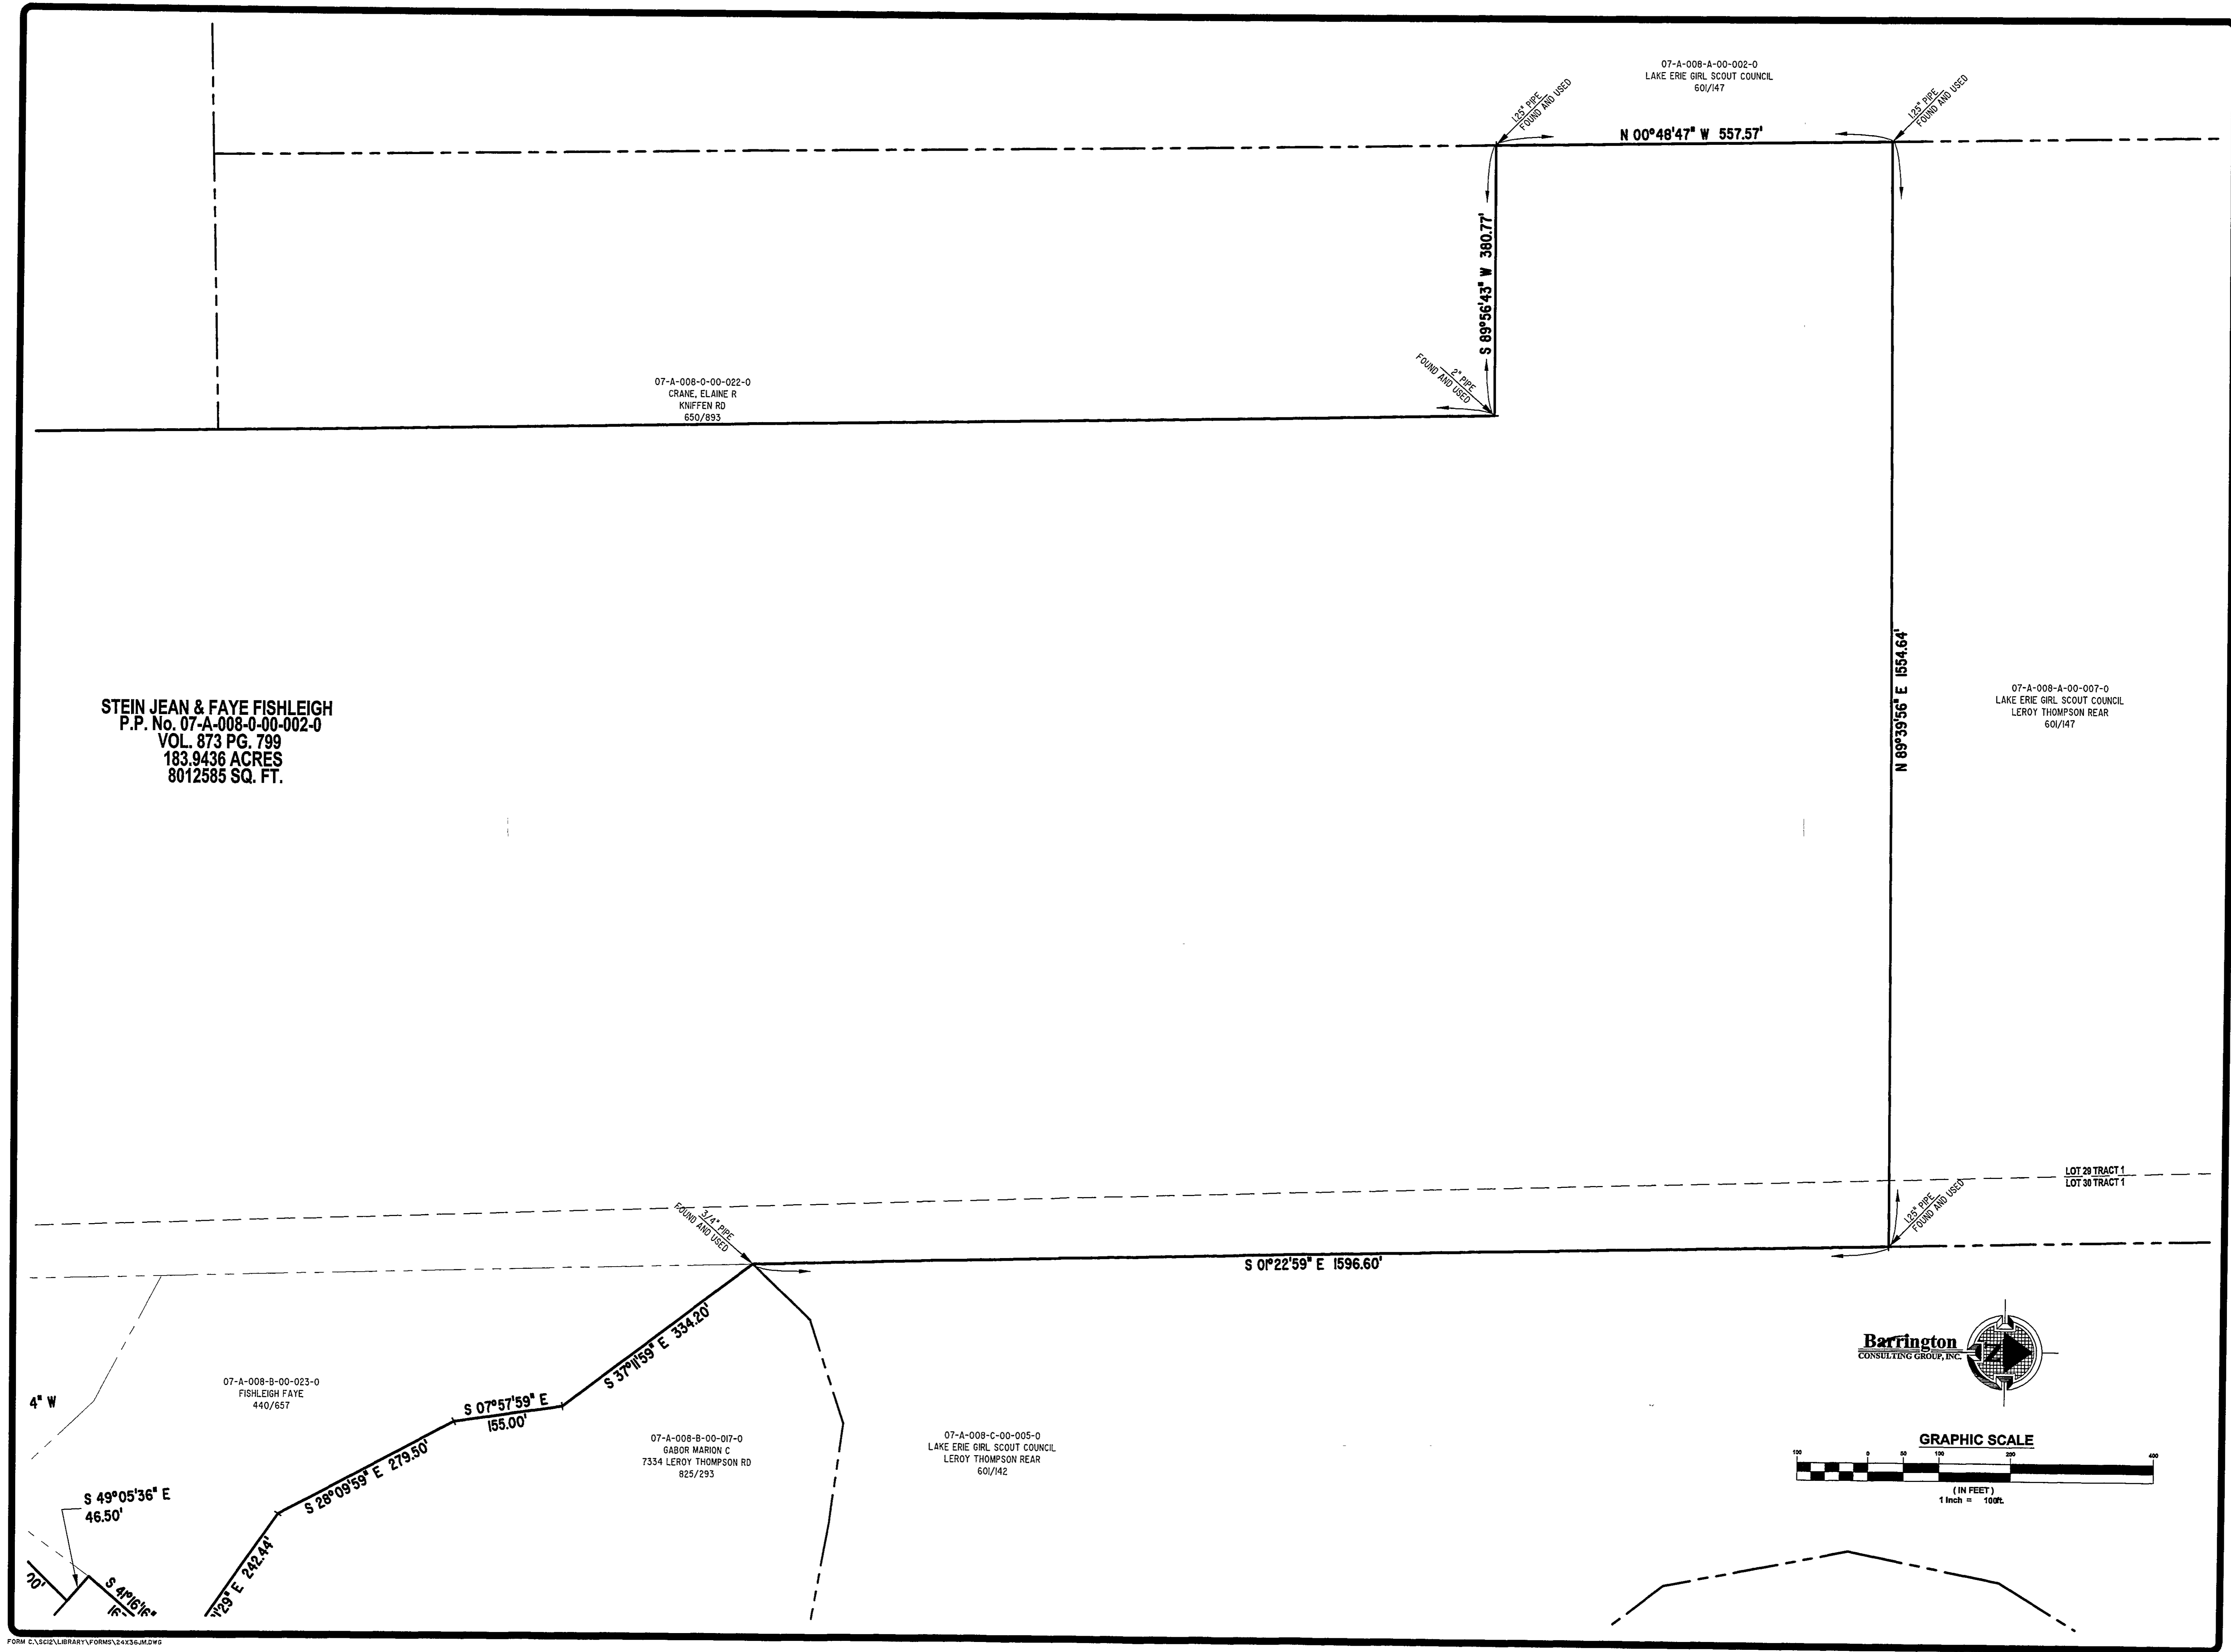 07-A-008-A-00-002-0
LAKE ERIE GIRL SCOUT COUNCIL
601/147
1.25" PIPE
FOUND AND USED
1.25" PIPE
FOUND AND USED
N 00°48'47" W 557.57'
S 89°56'43" W 380.77'
2" PIPE
FOUND AND USED
07-A-008-0-00-022-0
CRANE, ELAINE R
KNIFFEN RD
650/893
N 89°39'56" E 1554.64'
STEIN JEAN & FAYE FISHLEIGH
P.P. No. 07-A-008-0-00-002-0
VOL. 873 PG. 799
183.9436 ACRES
8012585 SQ. FT.
07-A-008-A-00-007-0
LAKE ERIE GIRL SCOUT COUNCIL
LEROY THOMPSON REAR
601/147
LOT 29 TRACT 1
LOT 30 TRACT 1
3/4" PIPE
FOUND AND USED
1.25" PIPE
FOUND AND USED
S 01°22'59" E 1596.60'
S 37°11'59" E 334.20'
Barrington
CONSULTING GROUP, INC.
Z
07-A-008-B-00-023-0
FISHLEIGH FAYE
440/657
4" W
S 07°57'59" E
155.00'
S 28°09'59" E 279.50'
07-A-008-B-00-017-0
GABOR MARION C
7334 LEROY THOMPSON RD
825/293
07-A-008-C-00-005-0
LAKE ERIE GIRL SCOUT COUNCIL
LEROY THOMPSON REAR
601/142
GRAPHIC SCALE
100 0 50 100 200 400
( IN FEET )
1 inch = 100ft.
S 49°05'36" E
46.50'
S 41°16'16"
1'29" E 242.44'
00'
FORM C:\SCI2\LIBRARY\FORMS\24X36JM.DWG